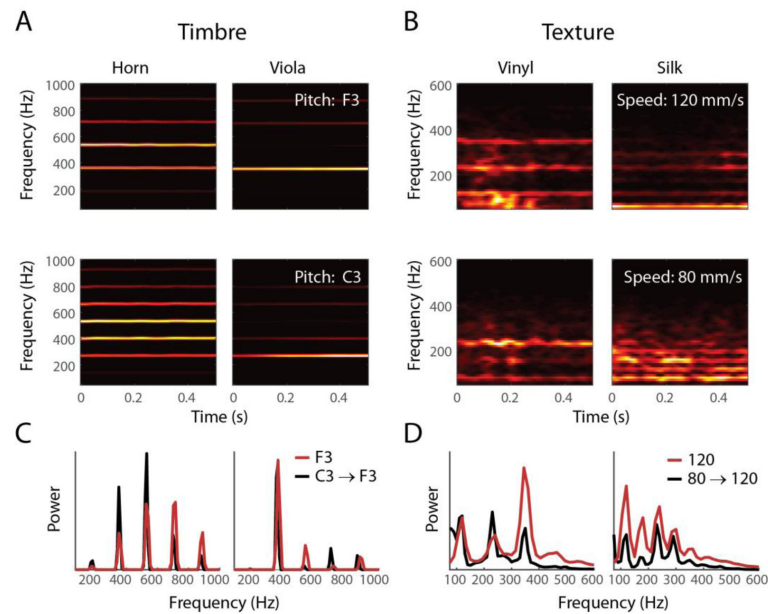 A
Timbre
B
Texture
Horn
Viola
Vinyl
Silk
1000
800
600
400
200
Frequency (Hz)
Pitch: F3
600
400
200
Frequency (Hz)
Speed: 120 mm/s
1000
800
600
400
200
Frequency (Hz)
Pitch: C3
600
400
200
Frequency (Hz)
Speed: 80 mm/s
0 0.2 0.4 0 0.2 0.4
Time (s)
0 0.2 0.4 0 0.2 0.4
Time (s)
C
Power
F3
C3 → F3
200 400 600 800 1000 200 400 600 800 1000
Frequency (Hz)
D
Power
120
80 → 120
100 200 300 400 500 600 100 200 300 400 500 600
Frequency (Hz)